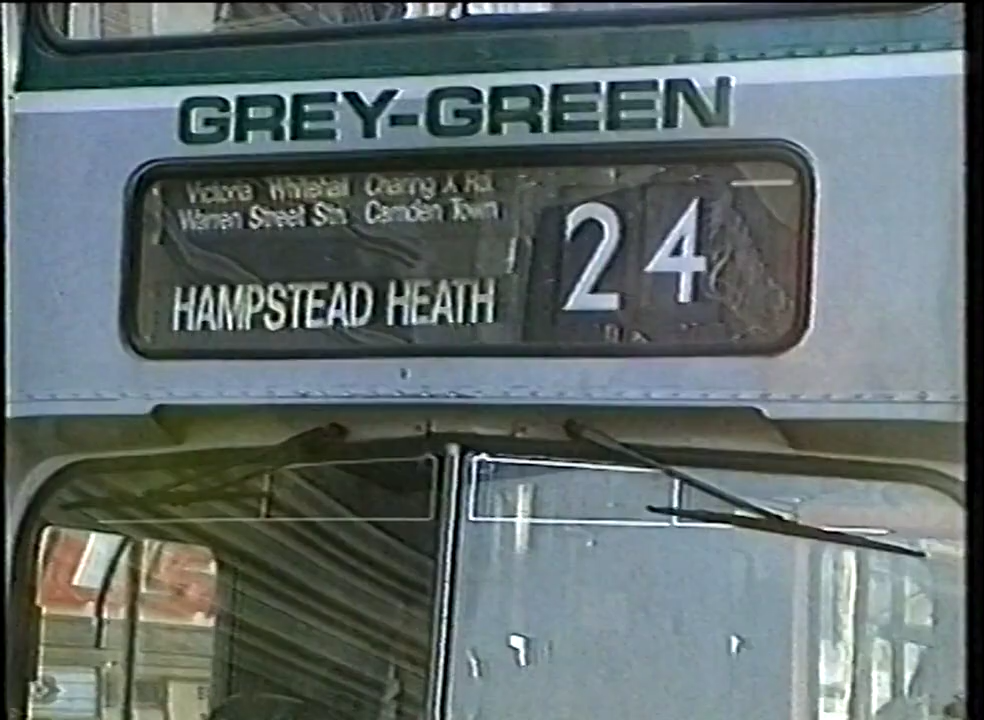 GREY-GREEN
Victoria Whitehall Charing X Rd.
Warren Street Stn. Camden Town
HAMPSTEAD HEATH
24